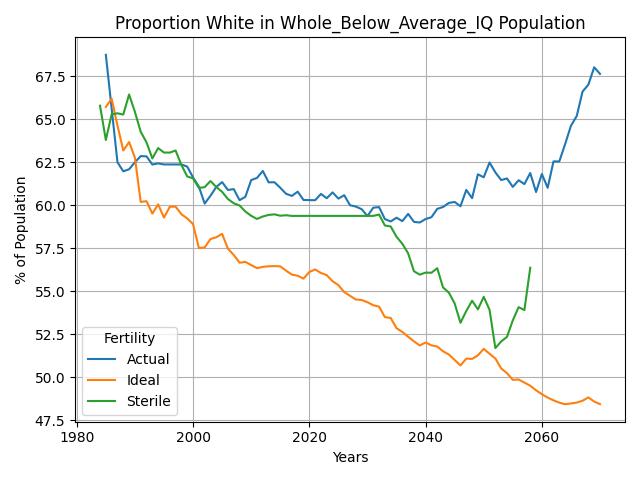 Proportion White in Whole_Below_Average_IQ Population
% of Population
67.5
65.0
62.5
60.0
57.5
55.0
52.5
50.0
47.5
Fertility
Actual
Ideal
Sterile
1980
2000
2020
2040
2060
Years